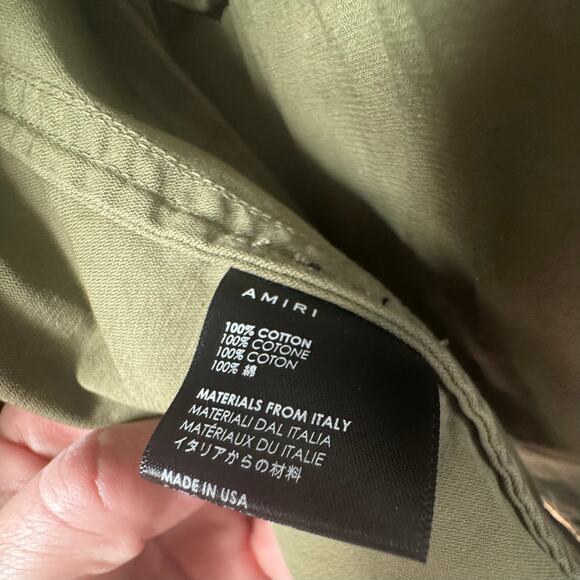 AMIRI
100% COTTON
100% COTONE
100% COTON
100% 綿
MATERIALS FROM ITALY
MATERIALI DAL ITALIA
MATÉRIAUX DU ITALIE
イタリアからの材料
MADE IN USA